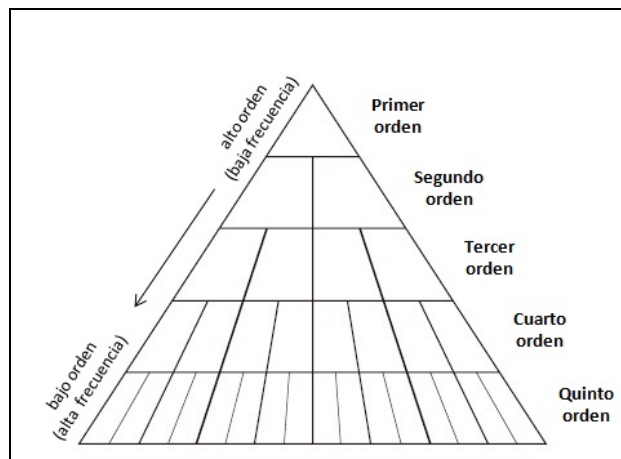 alto orden
(baja frecuencia)
Primer
orden
Segundo
orden
Tercer
orden
Cuarto
orden
bajo orden
(alta frecuencia)
Quinto
orden